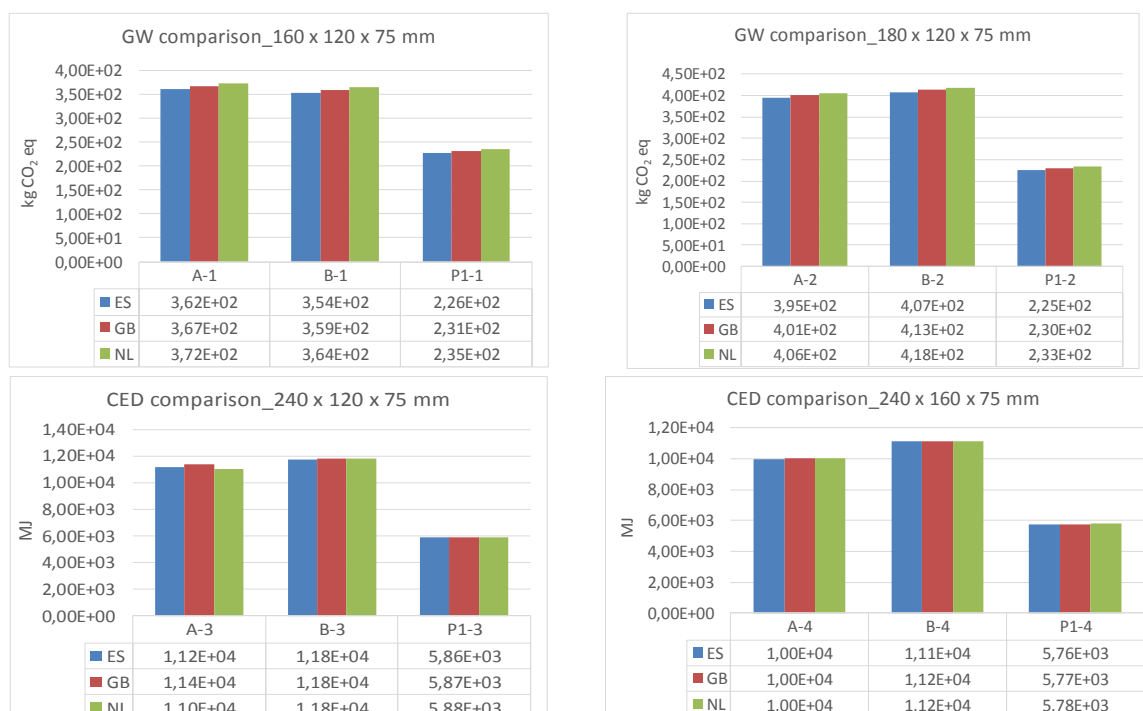 GW comparison_160 x 120 x 75 mm
kg CO2 eq
4,00E+02
3,50E+02
3,00E+02
2,50E+02
2,00E+02
1,50E+02
1,00E+02
5,00E+01
0,00E+00
A-1 B-1 P1-1
ES 3,62E+02 3,54E+02 2,26E+02
GB 3,67E+02 3,59E+02 2,31E+02
NL 3,72E+02 3,64E+02 2,35E+02
GW comparison_180 x 120 x 75 mm
kg CO2 eq
4,50E+02
4,00E+02
3,50E+02
3,00E+02
2,50E+02
2,00E+02
1,50E+02
1,00E+02
5,00E+01
0,00E+00
A-2 B-2 P1-2
ES 3,95E+02 4,07E+02 2,25E+02
GB 4,01E+02 4,13E+02 2,30E+02
NL 4,06E+02 4,18E+02 2,33E+02
CED comparison_240 x 120 x 75 mm
MJ
1,40E+04
1,20E+04
1,00E+04
8,00E+03
6,00E+03
4,00E+03
2,00E+03
0,00E+00
A-3 B-3 P1-3
ES 1,12E+04 1,18E+04 5,86E+03
GB 1,14E+04 1,18E+04 5,87E+03
NL 1,10E+04 1,18E+04 5,88E+03
CED comparison_240 x 160 x 75 mm
MJ
1,20E+04
1,00E+04
8,00E+03
6,00E+03
4,00E+03
2,00E+03
0,00E+00
A-4 B-4 P1-4
ES 1,00E+04 1,11E+04 5,76E+03
GB 1,00E+04 1,12E+04 5,77E+03
NL 1,00E+04 1,12E+04 5,78E+03